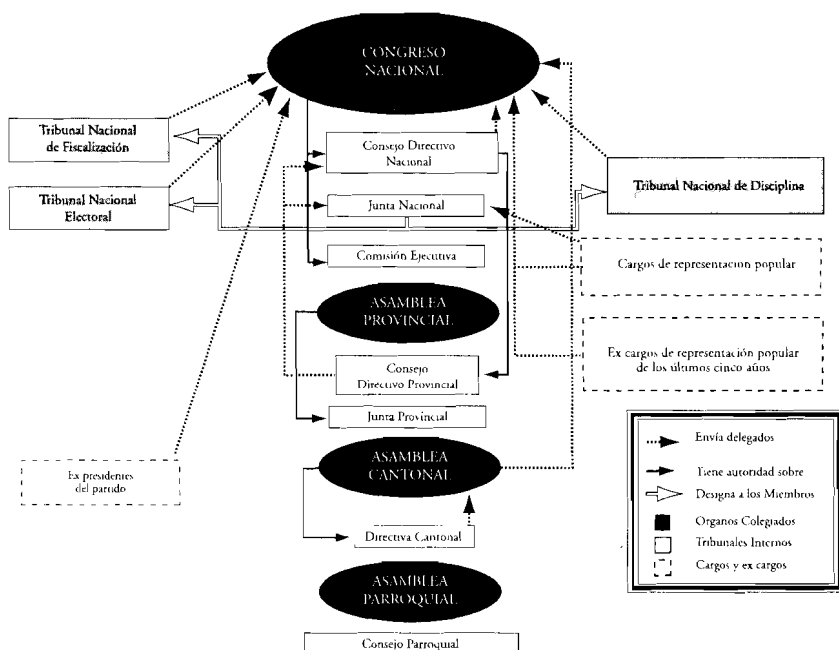 CONGRESO
NACIONAL
Tribunal Nacional
de Fiscalización
Consejo Directivo
Nacional
Tribunal Nacional de Disciplina
Tribunal Nacional
Electoral
Junta Nacional
Comisión Ejecutiva
Cargos de representacion popular
ASAMBLEA
PROVINCIAL
Consejo
Directivo Provincial
Ex cargos de representación popular
de los últimos cinco años
Junta Provincial
ASAMBLEA
CANTONAL
Ex presidentes
del partido
Directiva Cantonal
ASAMBLEA
PARROQUIAL
Consejo Parroquial
Envía delegados
Tiene autoridad sobre
Designa a los Miembros
Organos Colegiados
Tribunales Internos
Cargos y ex cargos